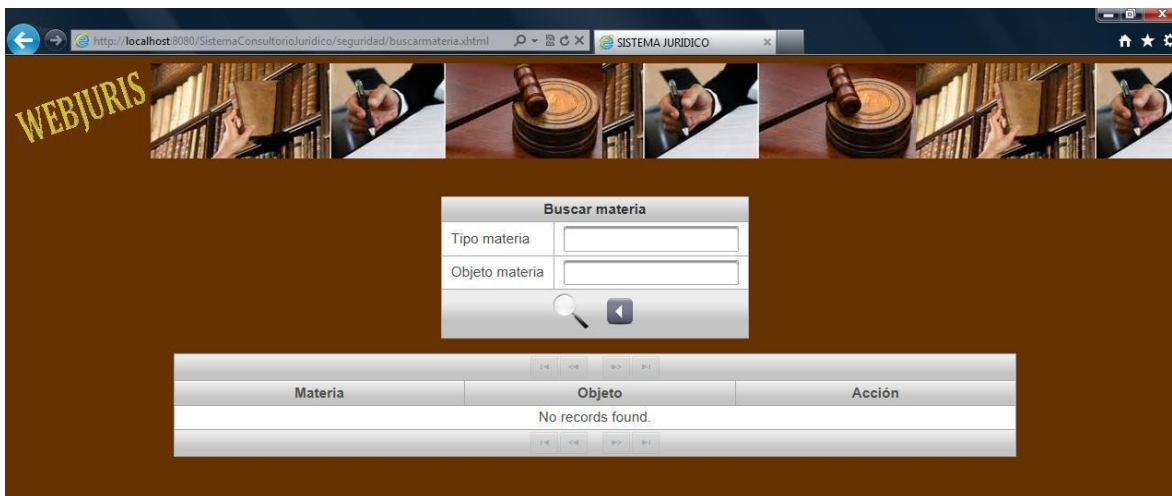 http://localhost:8080/SistemaConsultorioJuridico/seguridad/buscarmateria.xhtml
SISTEMA JURIDICO
WEBJURIS
Buscar materia
Tipo materia
Objeto materia
Materia Objeto Acción
No records found.